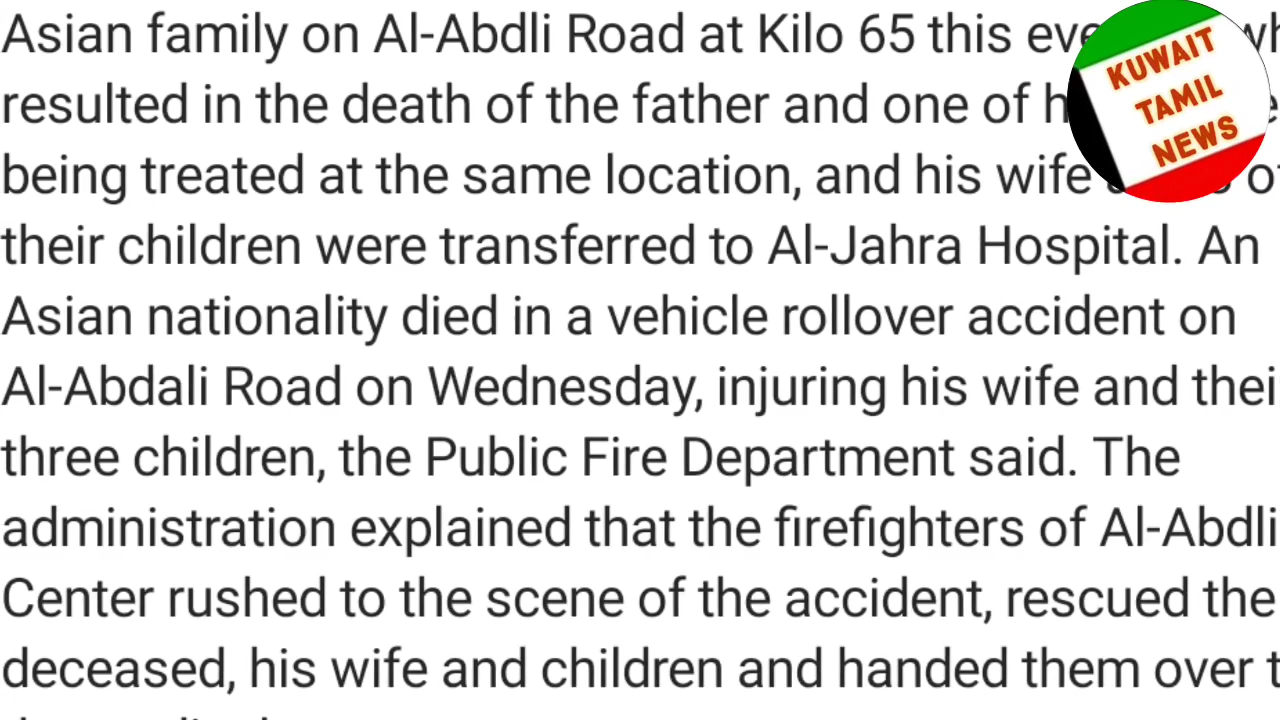 Asian family on Al-Abdli Road at Kilo 65 this
resulted in the death of the father and one of
being treated at the same location, and his wife
their children were transferred to Al-Jahra Hospital. An
Asian nationality died in a vehicle rollover accident on
Al-Abdali Road on Wednesday, injuring his wife and thei
three children, the Public Fire Department said. The
administration explained that the firefighters of Al-Abdli
Center rushed to the scene of the accident, rescued the
deceased, his wife and children and handed them over t
KUWAIT
TAMIL
NEWS